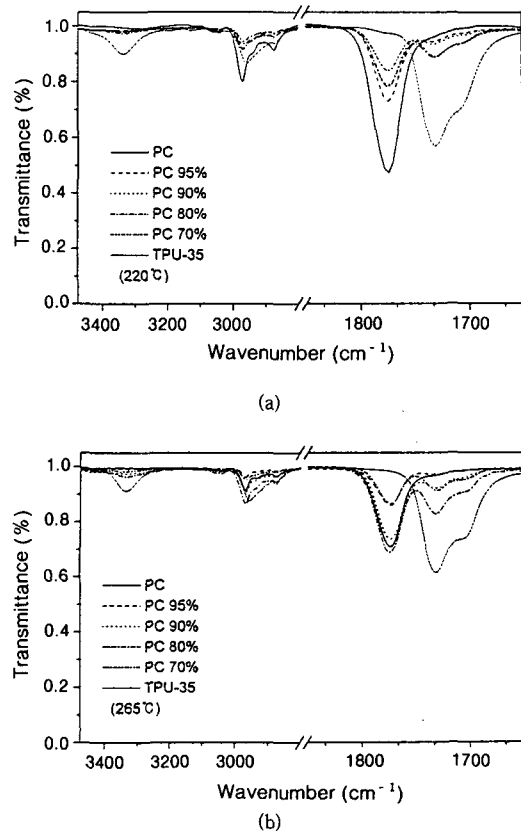 Transmittance (%)
1.0
0.8
0.6
0.4
0.2
0.0
PC
PC 95%
PC 90%
PC 80%
PC 70%
TPU-35
(220℃)
3400 3200 3000 1800 1700
Wavenumber (cm⁻¹)
(a)
Transmittance (%)
1.0
0.8
0.6
0.4
0.2
0.0
PC
PC 95%
PC 90%
PC 80%
PC 70%
TPU-35
(265℃)
3400 3200 3000 1800 1700
Wavenumber (cm⁻¹)
(b)